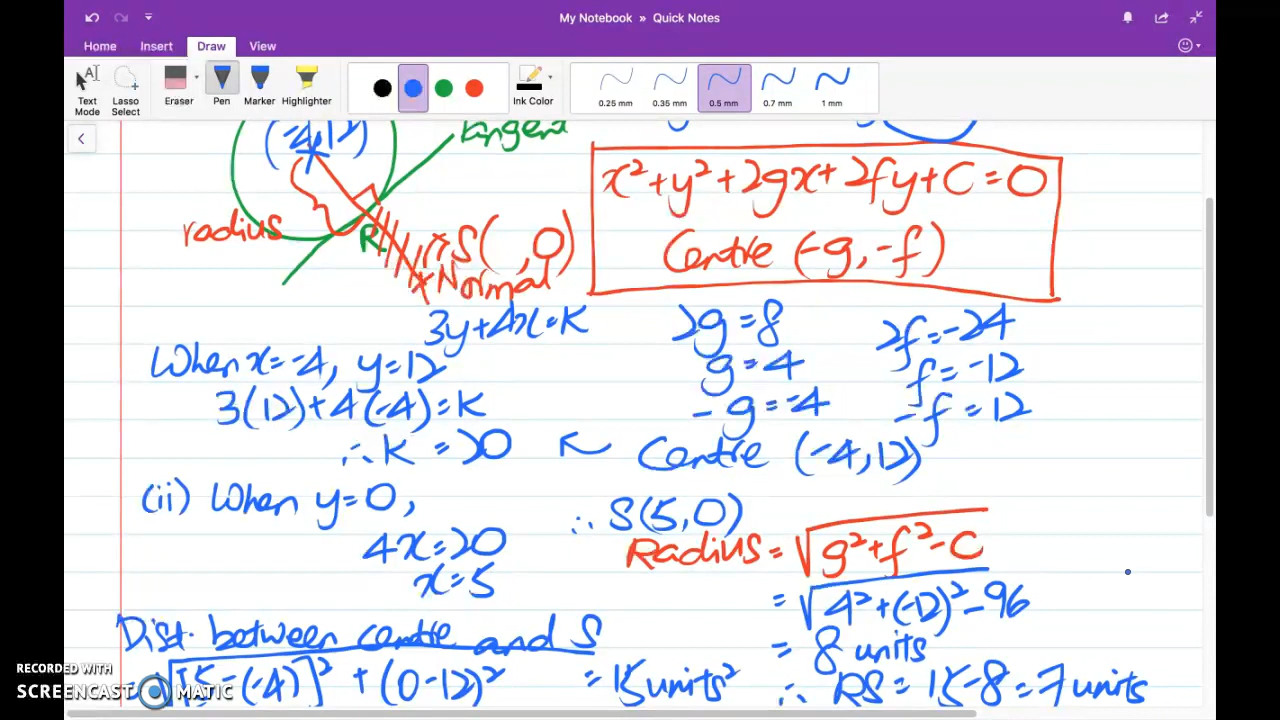 My Notebook » Quick Notes
Home Insert Draw View
Text Mode
Lasso Select
Eraser
Pen
Marker
Highlighter
Ink Color
0.25 mm
0.35 mm
0.5 mm
0.7 mm
1 mm
(-4,12)
tangent
radius
R
S( ,0)
Normal
x²+y²+2gx+2fy+C=0
Centre (-g,-f)
3y+4x=K
When x=-4, y=12
3(12)+4(-4)=K
∴K=20
2g=8
g=4
-g=-4
2f=-24
f=-12
-f=12
Centre (-4,12)
(ii) When y=0,
4x=20
x=5
∴ S(5,0)
Radius=√g²+f²-C
=√4²+(-12)²-96
= 8 units
Dist. between centre and S
=√[5-(-4)]²+(0-12)² =15units²
∴ RS=15-8=7units
RECORDED WITH
SCREENCAST MATIC